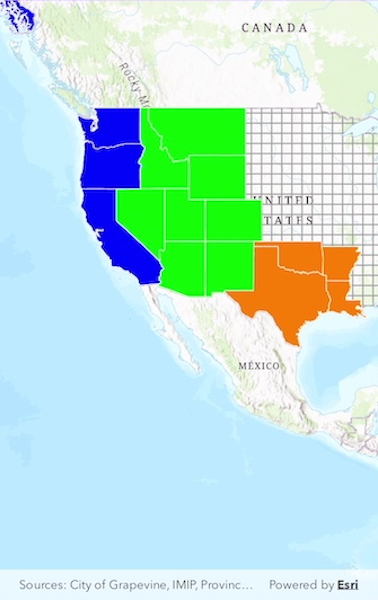 CANADA
Rocky M
UNITED
STATES
MÉXICO
Sources: City of Grapevine, IMIP, Provinc... Powered by Esri